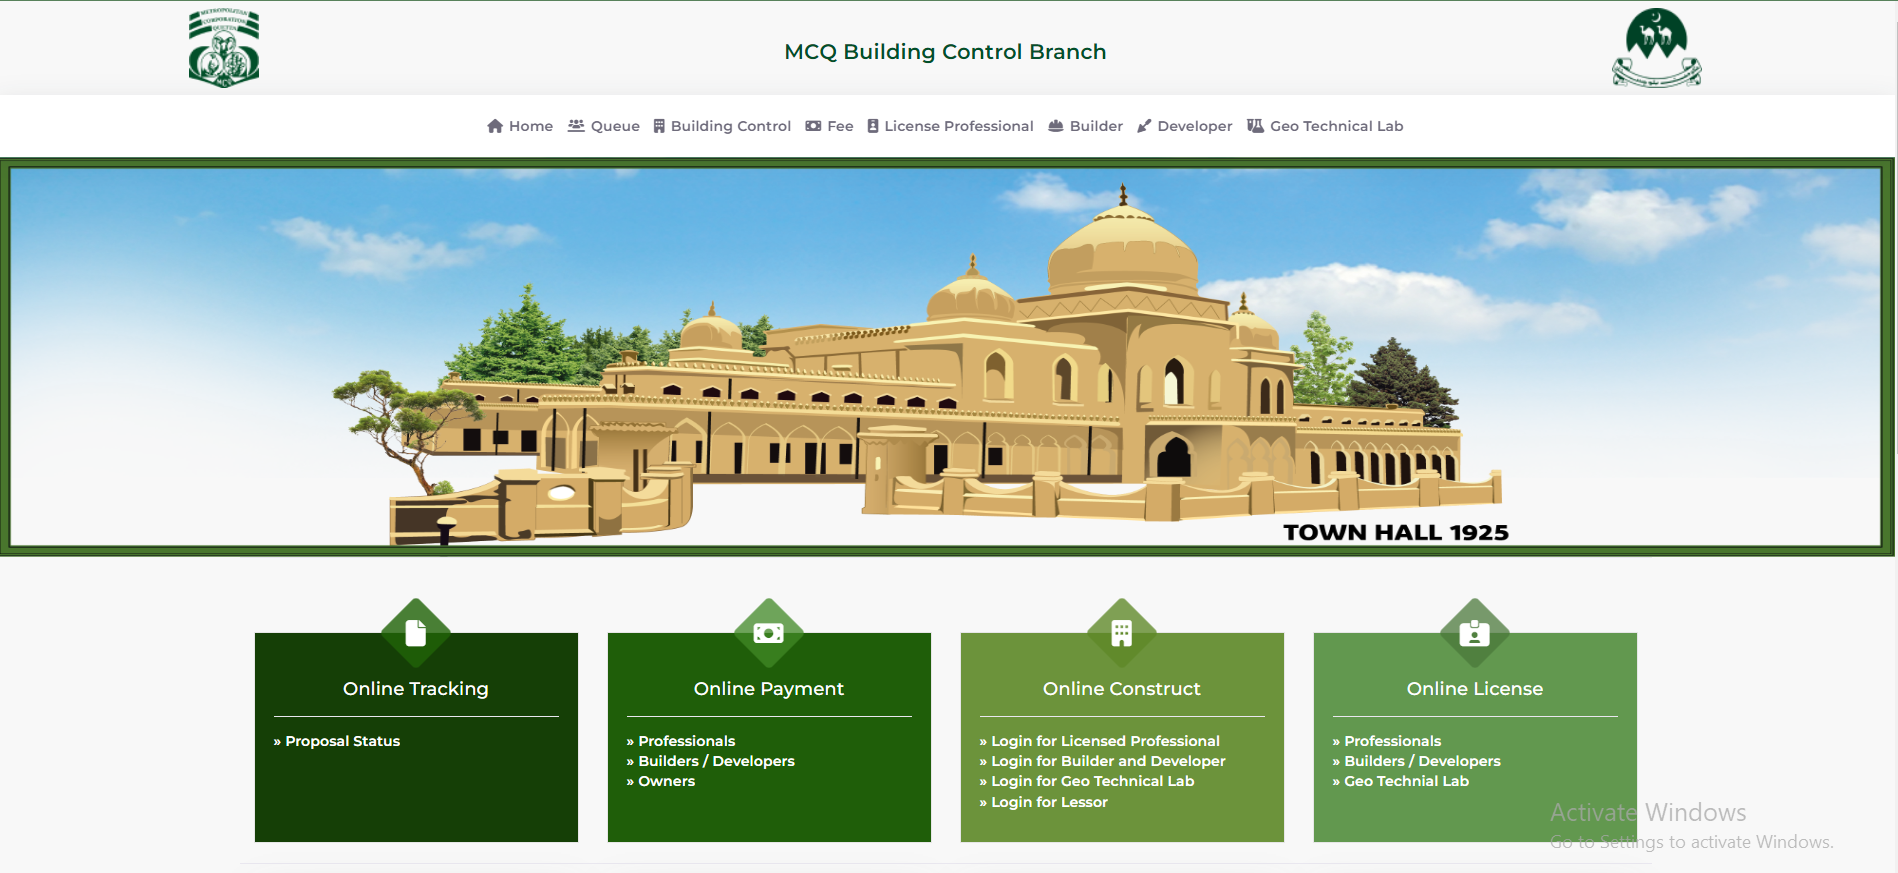 METROPOLITAN
CORPORATION
QUETTA
MCQ
MCQ Building Control Branch
Home Queue Building Control Fee License Professional Builder Developer Geo Technical Lab
TOWN HALL 1925
Online Tracking
» Proposal Status
Online Payment
» Professionals
» Builders / Developers
» Owners
Online Construct
» Login for Licensed Professional
» Login for Builder and Developer
» Login for Geo Technical Lab
» Login for Lessor
Online License
» Professionals
» Builders / Developers
» Geo Technial Lab
Activate Windows
Go to Settings to activate Windows.